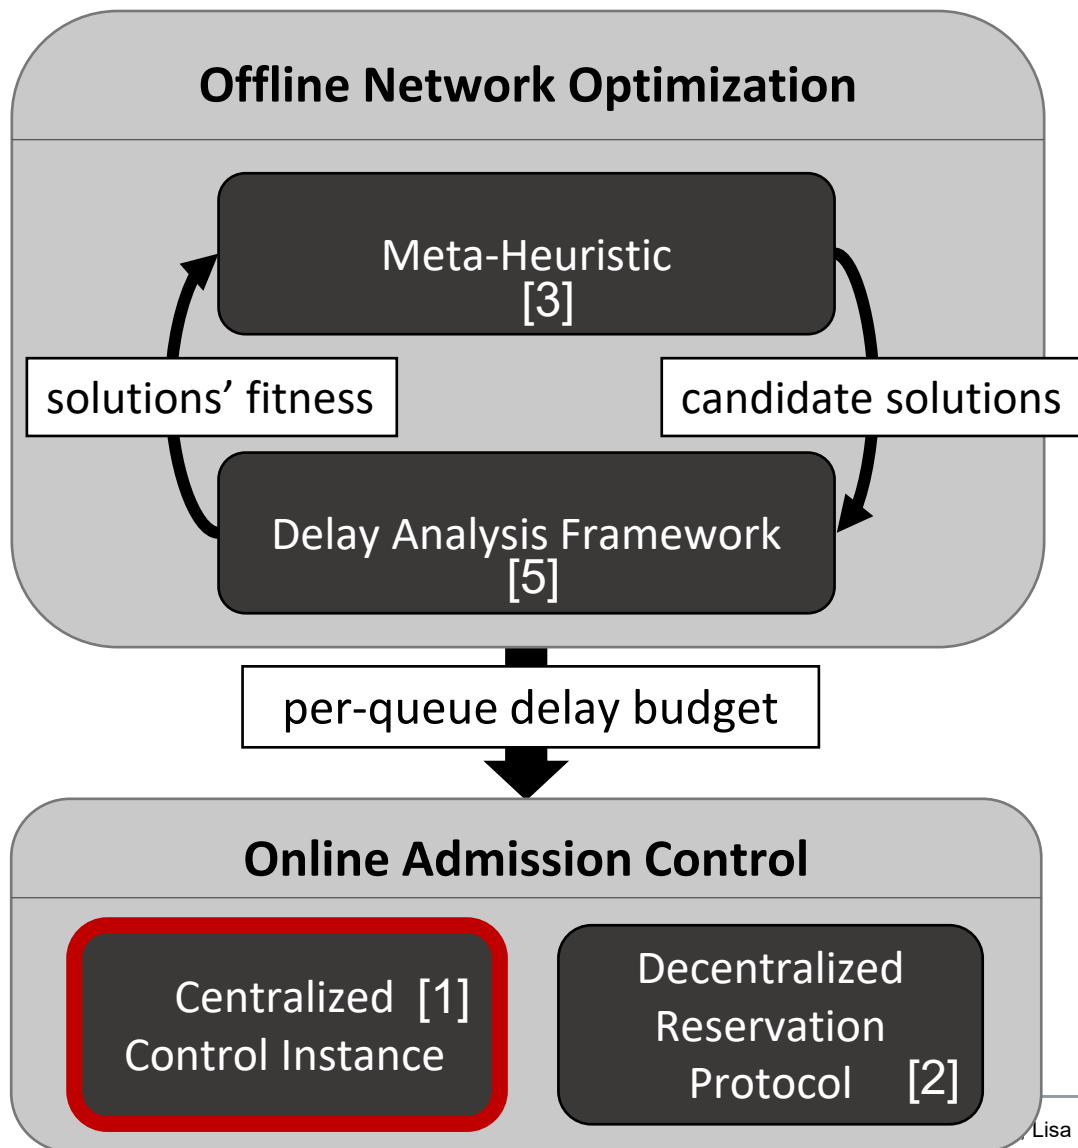 Offline Network Optimization
Meta-Heuristic
[3]
solutions’ fitness
candidate solutions
Delay Analysis Framework
[5]
per-queue delay budget
Online Admission Control
Centralized [1]
Control Instance
Decentralized
Reservation
Protocol [2]
Lisa